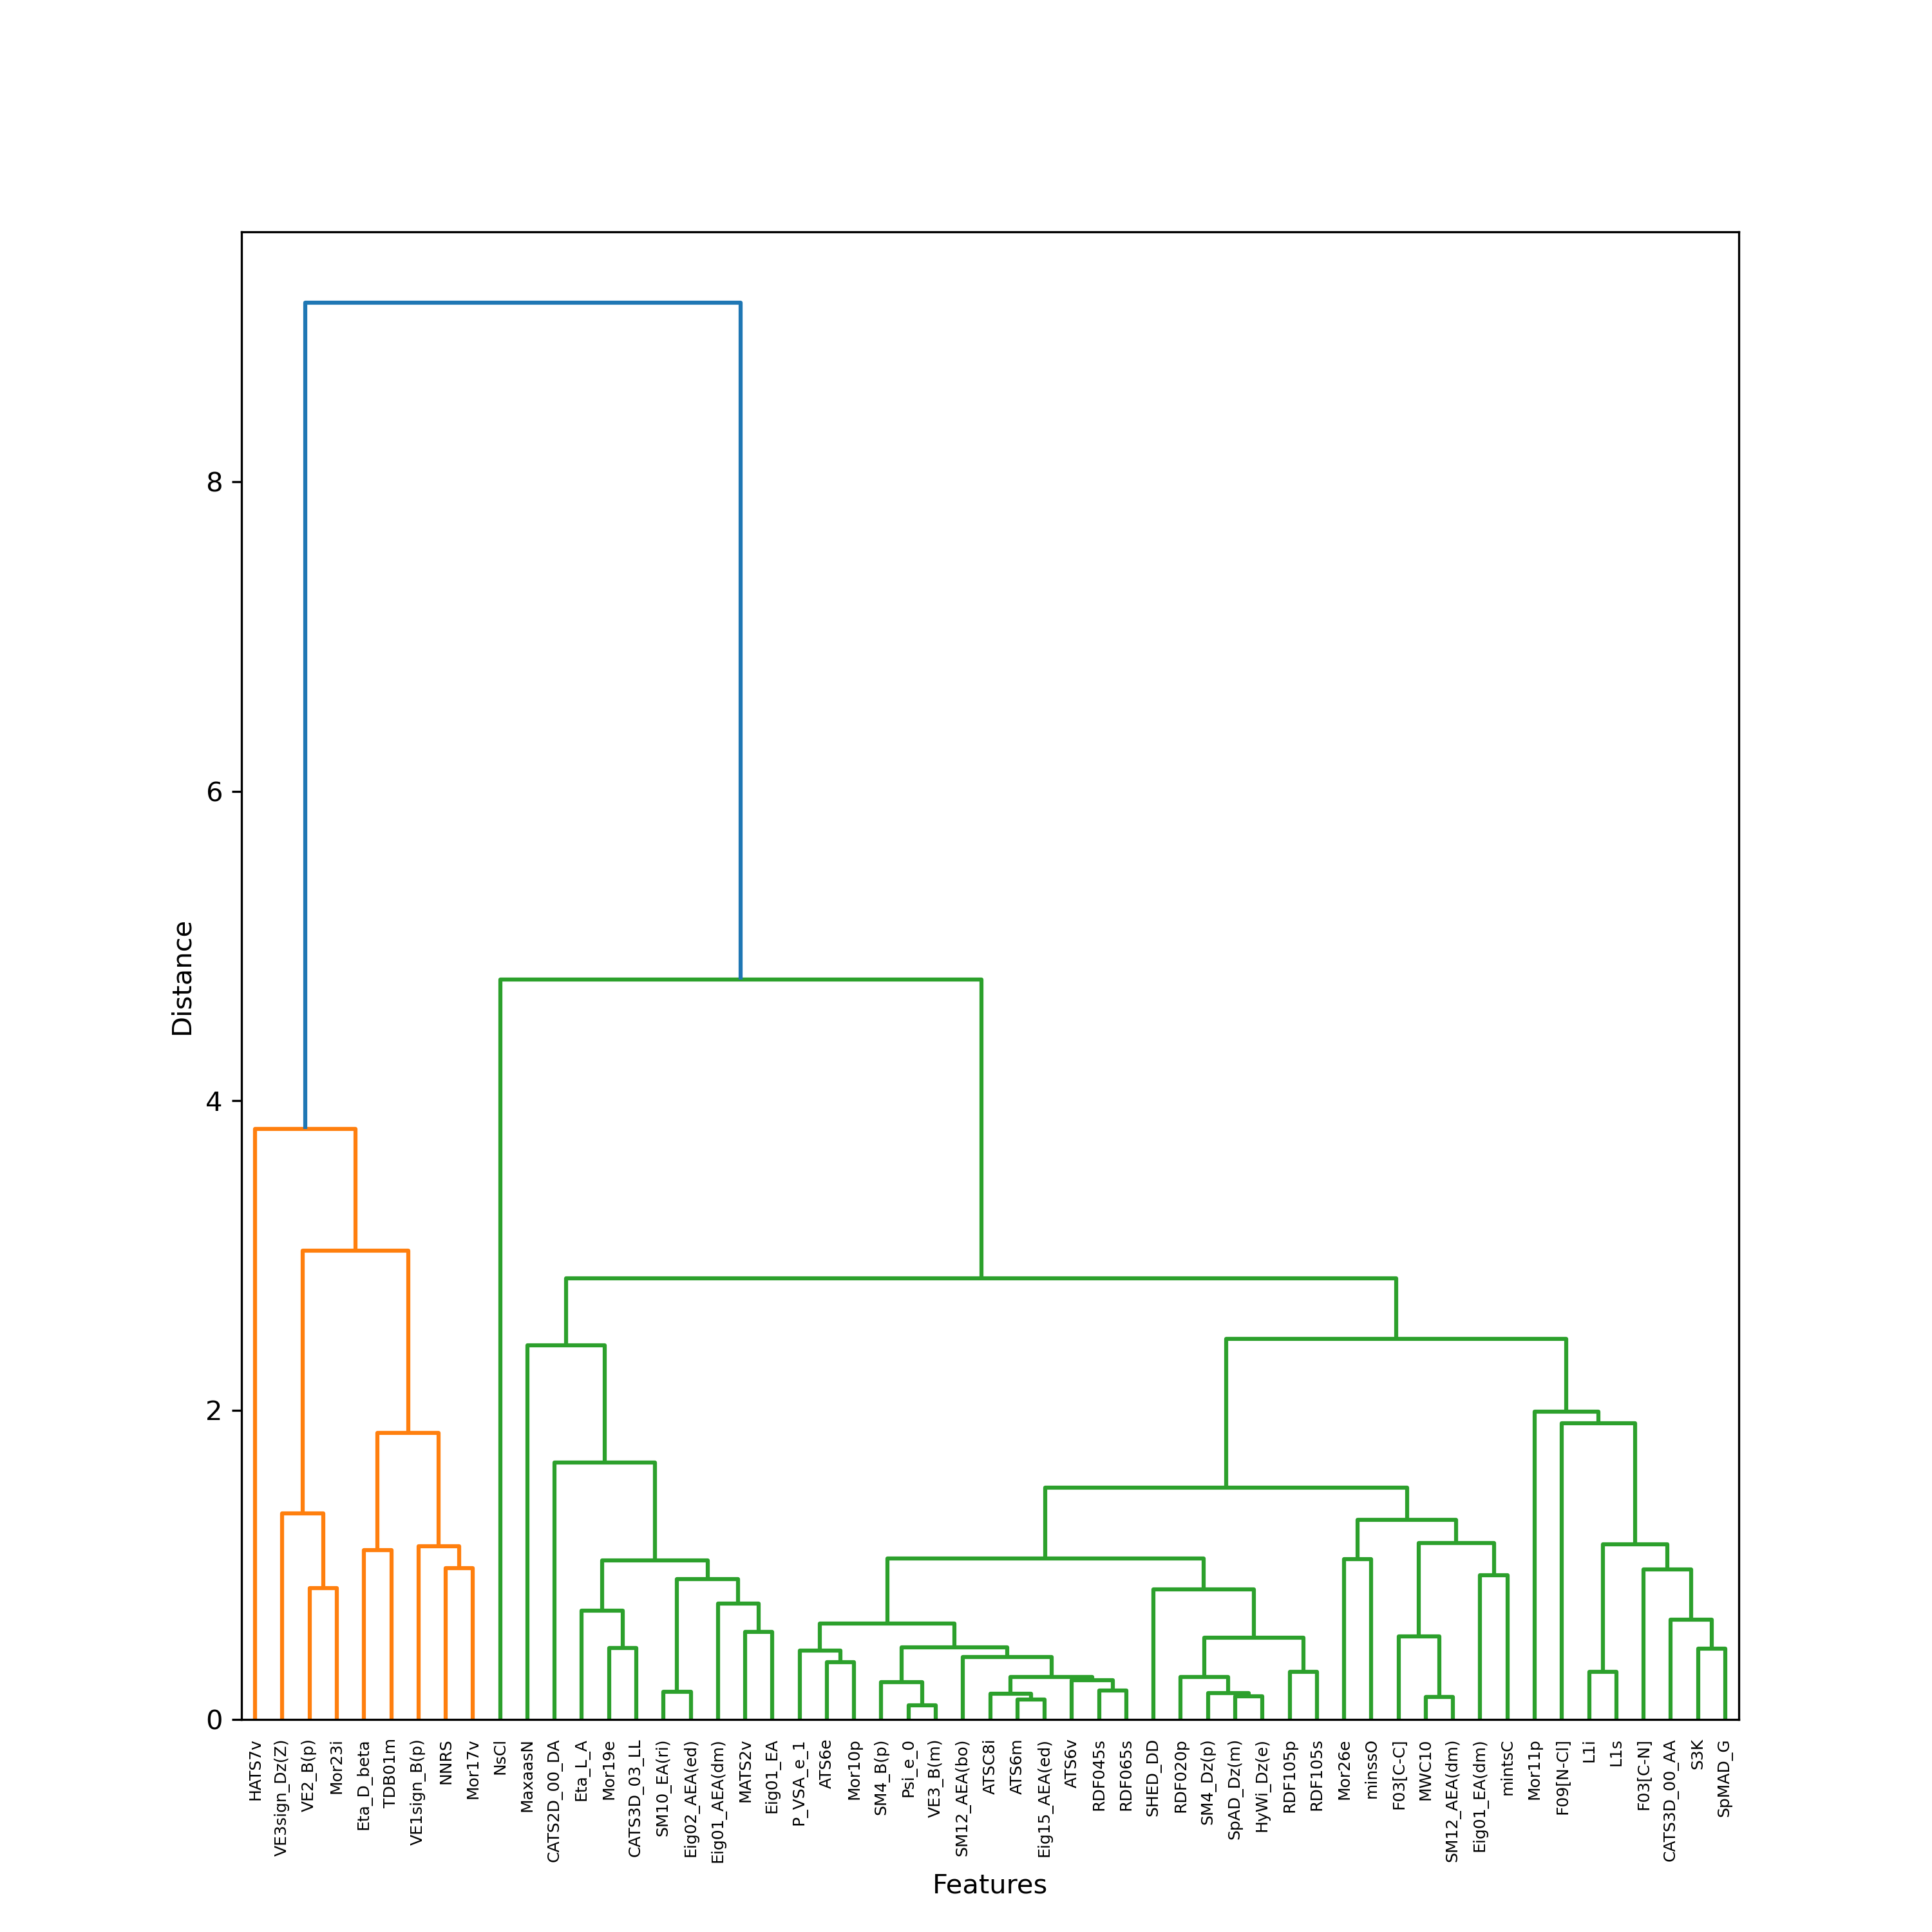 8
6
4
2
0
Distance
HATS7v
VE3sign_Dz(Z)
VE2_B(p)
Mor23i
Eta_D_beta
TDB01m
VE1sign_B(p)
NNRS
Mor17v
NsCl
MaxaasN
CATS2D_00_DA
Eta_L_A
Mor19e
CATS3D_03_LL
SM10_EA(ri)
Eig02_AEA(ed)
Eig01_AEA(dm)
MATS2v
Eig01_EA
P_VSA_e_1
ATS6e
Mor10p
SM4_B(p)
Psi_e_0
VE3_B(m)
SM12_AEA(bo)
ATSC8i
ATS6m
Eig15_AEA(ed)
ATS6v
RDF045s
RDF065s
SHED_DD
RDF020p
SM4_Dz(p)
SpAD_Dz(m)
HyWi_Dz(e)
RDF105p
RDF105s
Mor26e
minssO
F03[C-C]
MWC10
SM12_AEA(dm)
Eig01_EA(dm)
mintsC
Mor11p
F09[N-Cl]
L1i
L1s
F03[C-N]
CATS3D_00_AA
S3K
SpMAD_G
Features